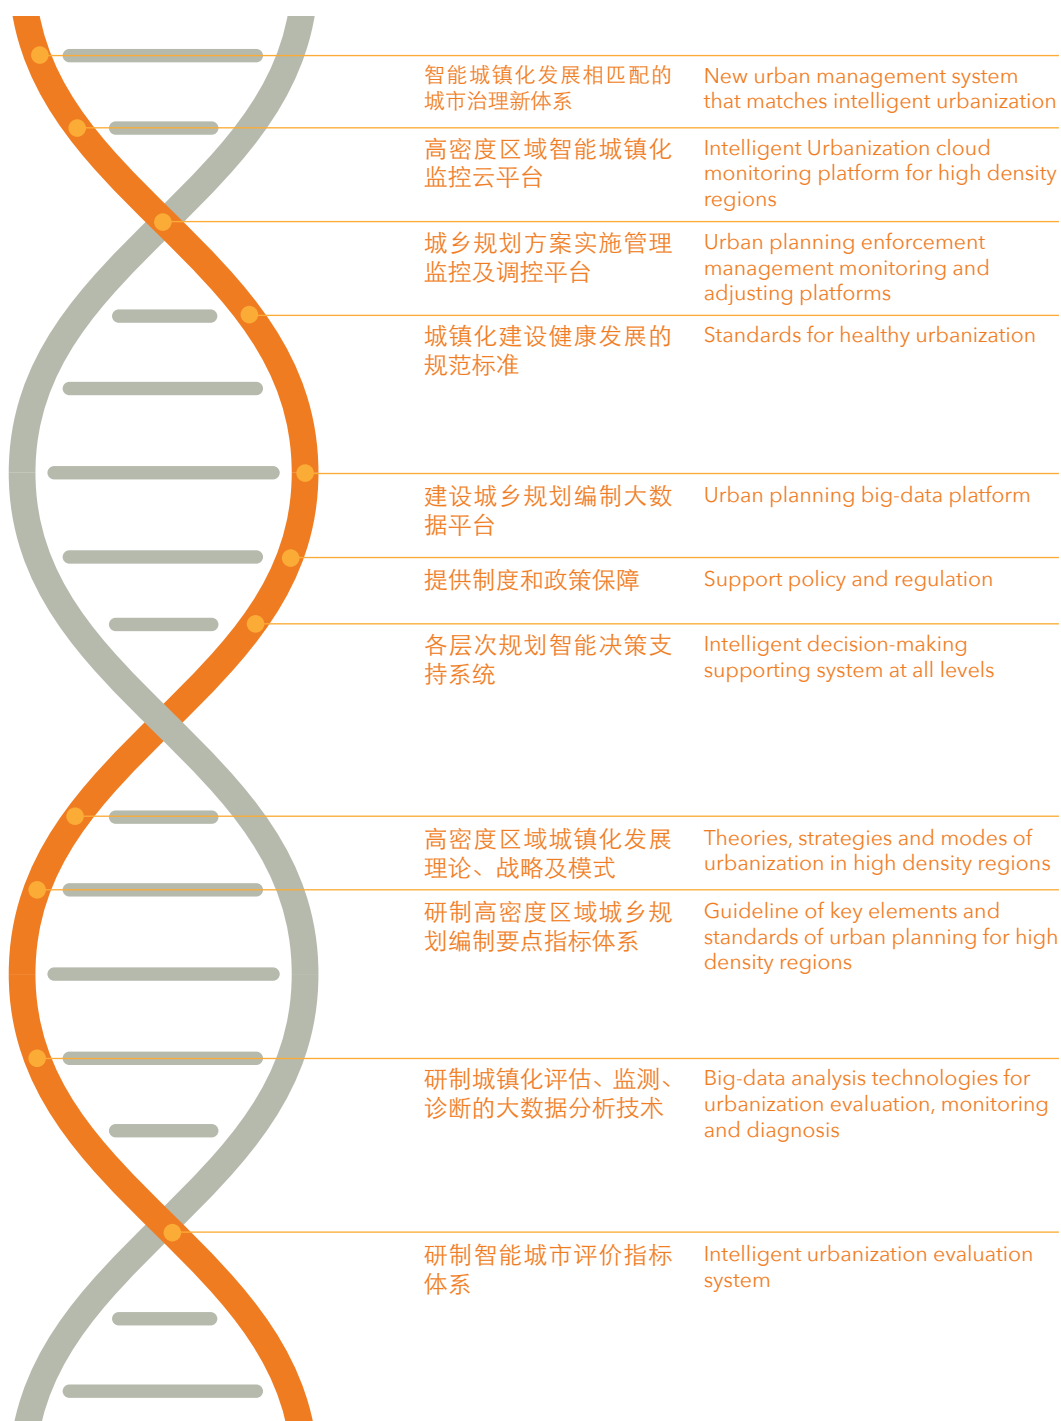 智能城镇化发展相匹配的
城市治理新体系
New urban management system
that matches intelligent urbanization
高密度区域智能城镇化
监控云平台
Intelligent Urbanization cloud
monitoring platform for high density
regions
城乡规划方案实施管理
监控及调控平台
Urban planning enforcement
management monitoring and
adjusting platforms
城镇化建设健康发展的
规范标准
Standards for healthy urbanization
建设城乡规划编制大数
据平台
Urban planning big-data platform
提供制度和政策保障
Support policy and regulation
各层次规划智能决策支
持系统
Intelligent decision-making
supporting system at all levels
高密度区域城镇化发展
理论、战略及模式
Theories, strategies and modes of
urbanization in high density regions
研制高密度区域城乡规
划编制要点指标体系
Guideline of key elements and
standards of urban planning for high
density regions
研制城镇化评估、监测、
诊断的大数据分析技术
Big-data analysis technologies for
urbanization evaluation, monitoring
and diagnosis
研制智能城市评价指标
体系
Intelligent urbanization evaluation
system